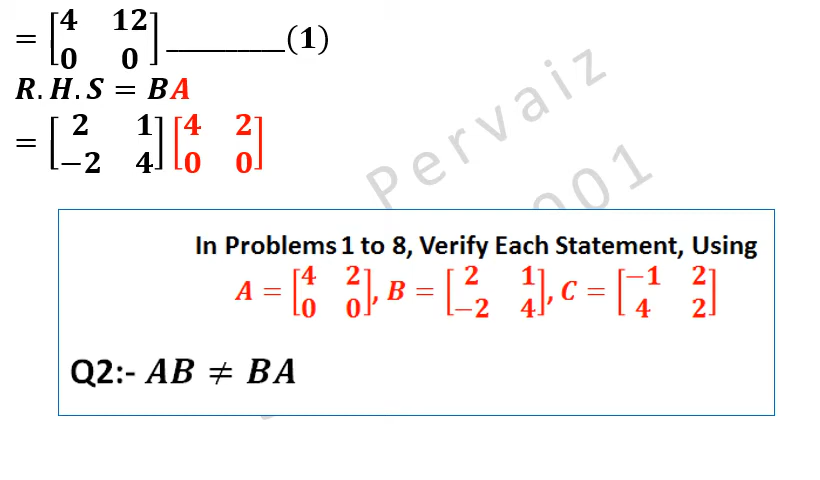 = [4 12
0 0] ________(1)
R.H.S = BA
= [2 1
-2 4] [4 2
0 0]
Pervaiz
001
In Problems 1 to 8, Verify Each Statement, Using
A = [4 2
0 0], B = [2 1
-2 4], C = [-1 2
4 2]
Q2:- AB ≠ BA